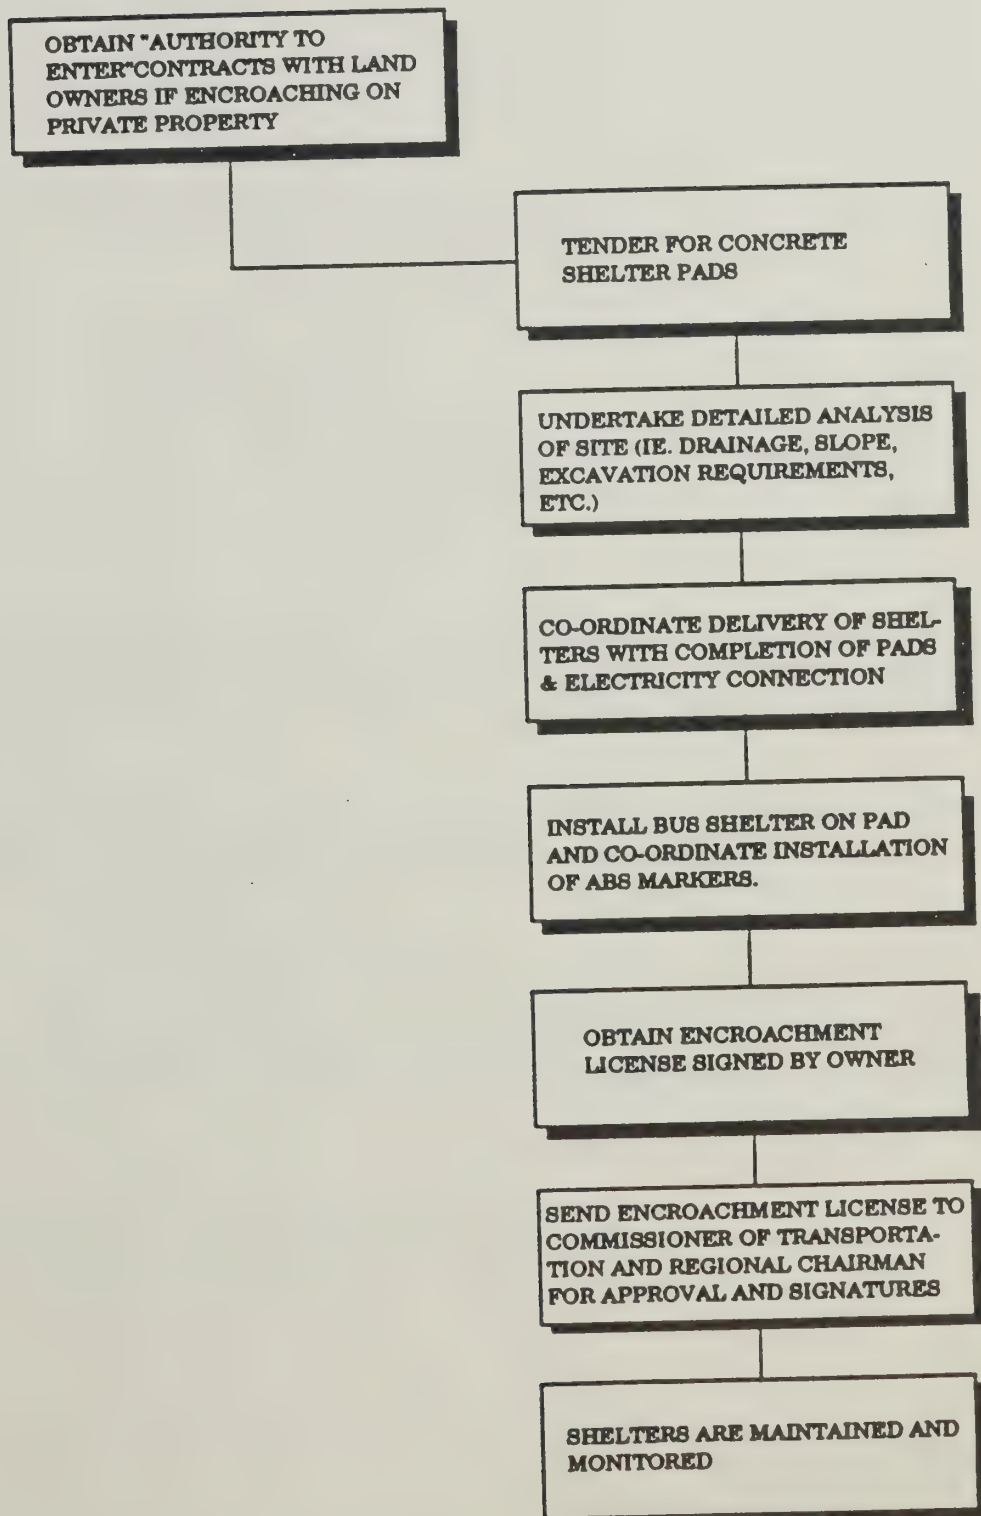 OBTAIN "AUTHORITY TO
ENTER"CONTRACTS WITH LAND
OWNERS IF ENCROACHING ON
PRIVATE PROPERTY
TENDER FOR CONCRETE
SHELTER PADS
UNDERTAKE DETAILED ANALYSIS
OF SITE (IE. DRAINAGE, SLOPE,
EXCAVATION REQUIREMENTS,
ETC.)
CO-ORDINATE DELIVERY OF SHEL-
TERS WITH COMPLETION OF PADS
& ELECTRICITY CONNECTION
INSTALL BUS SHELTER ON PAD
AND CO-ORDINATE INSTALLATION
OF ABS MARKERS.
OBTAIN ENCROACHMENT
LICENSE SIGNED BY OWNER
SEND ENCROACHMENT LICENSE TO
COMMISSIONER OF TRANSPORTA-
TION AND REGIONAL CHAIRMAN
FOR APPROVAL AND SIGNATURES
SHELTERS ARE MAINTAINED AND
MONITORED